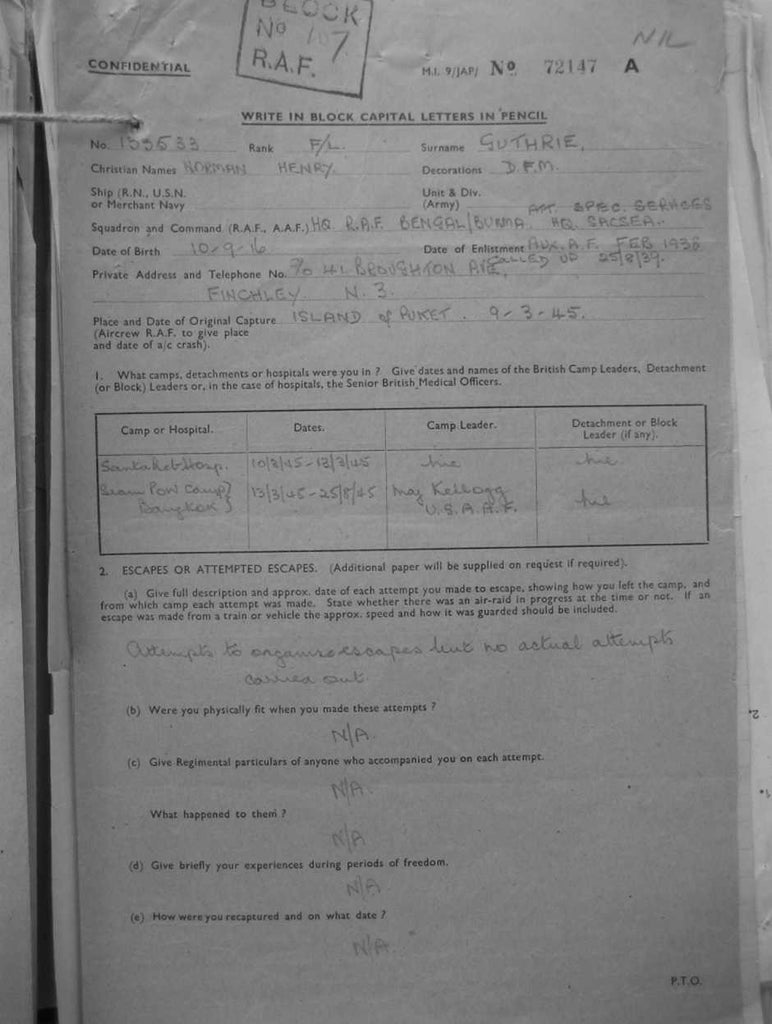 BLOCK
No 107
R.A.F.
NIL
CONFIDENTIAL
M.I. 9/JAP/ No 72147 A
WRITE IN BLOCK CAPITAL LETTERS IN PENCIL
No. 133533 Rank F/L. Surname GUTHRIE,
Christian Names NORMAN HENRY. Decorations D.F.M.
Ship (R.N., U.S.N. or Merchant Navy
Unit & Div. (Army)
ATT. SPEC. SERVICES
Squadron and Command (R.A.F., A.A.F.) HQ R.A.F. BENGAL/BURMA. HQ. SACSEA.
Date of Birth 10-9-16 Date of Enlistment AUX.A.F. FEB 1938
CALLED UP 25/8/39.
Private Address and Telephone No. 41 BROUGHTON AVE,
FINCHLEY N.3.
Place and Date of Original Capture ISLAND of PUKET. 9-3-45.
(Aircrew R.A.F. to give place
and date of a/c crash).
1. What camps, detachments or hospitals were you in ? Give dates and names of the British Camp Leaders, Detachment
(or Block) Leaders or, in the case of hospitals, the Senior British Medical Officers.
Camp or Hospital. Dates. Camp Leader. Detachment or Block
Leader (if any).
Hosp. 10/3/45-13/3/45
Siam POW Camp} 13/3/45-25/8/45 Maj Kellogg
Bangkok} U.S.A.A.F.
2. ESCAPES OR ATTEMPTED ESCAPES. (Additional paper will be supplied on request if required).
(a) Give full description and approx. date of each attempt you made to escape, showing how you left the camp, and
from which camp each attempt was made. State whether there was an air-raid in progress at the time or not. If an
escape was made from a train or vehicle the approx. speed and how it was guarded should be included.
Attempts to organise escapes but no actual attempts
carried out.
(b) Were you physically fit when you made these attempts ?
N/A.
(c) Give Regimental particulars of anyone who accompanied you on each attempt.
N/A.
What happened to them ?
N/A
(d) Give briefly your experiences during periods of freedom.
N/A
(e) How were you recaptured and on what date ?
N/A.
P.T.O.